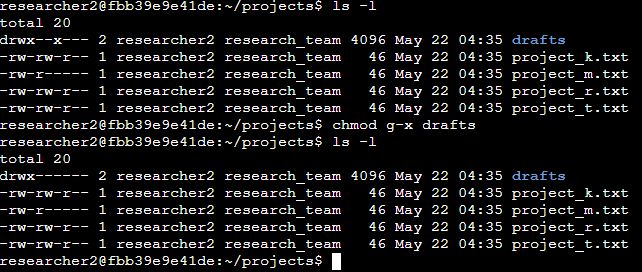 researcher2@fbb39e9e41de:~/projects$ ls -l
total 20
drwx--x--- 2 researcher2 research_team 4096 May 22 04:35 drafts
-rw-rw-r-- 1 researcher2 research_team   46 May 22 04:35 project_k.txt
-rw-r----- 1 researcher2 research_team   46 May 22 04:35 project_m.txt
-rw-rw-r-- 1 researcher2 research_team   46 May 22 04:35 project_r.txt
-rw-rw-r-- 1 researcher2 research_team   46 May 22 04:35 project_t.txt
researcher2@fbb39e9e41de:~/projects$ chmod g-x drafts
researcher2@fbb39e9e41de:~/projects$ ls -l
total 20
drwx------ 2 researcher2 research_team 4096 May 22 04:35 drafts
-rw-rw-r-- 1 researcher2 research_team   46 May 22 04:35 project_k.txt
-rw-r----- 1 researcher2 research_team   46 May 22 04:35 project_m.txt
-rw-rw-r-- 1 researcher2 research_team   46 May 22 04:35 project_r.txt
-rw-rw-r-- 1 researcher2 research_team   46 May 22 04:35 project_t.txt
researcher2@fbb39e9e41de:~/projects$